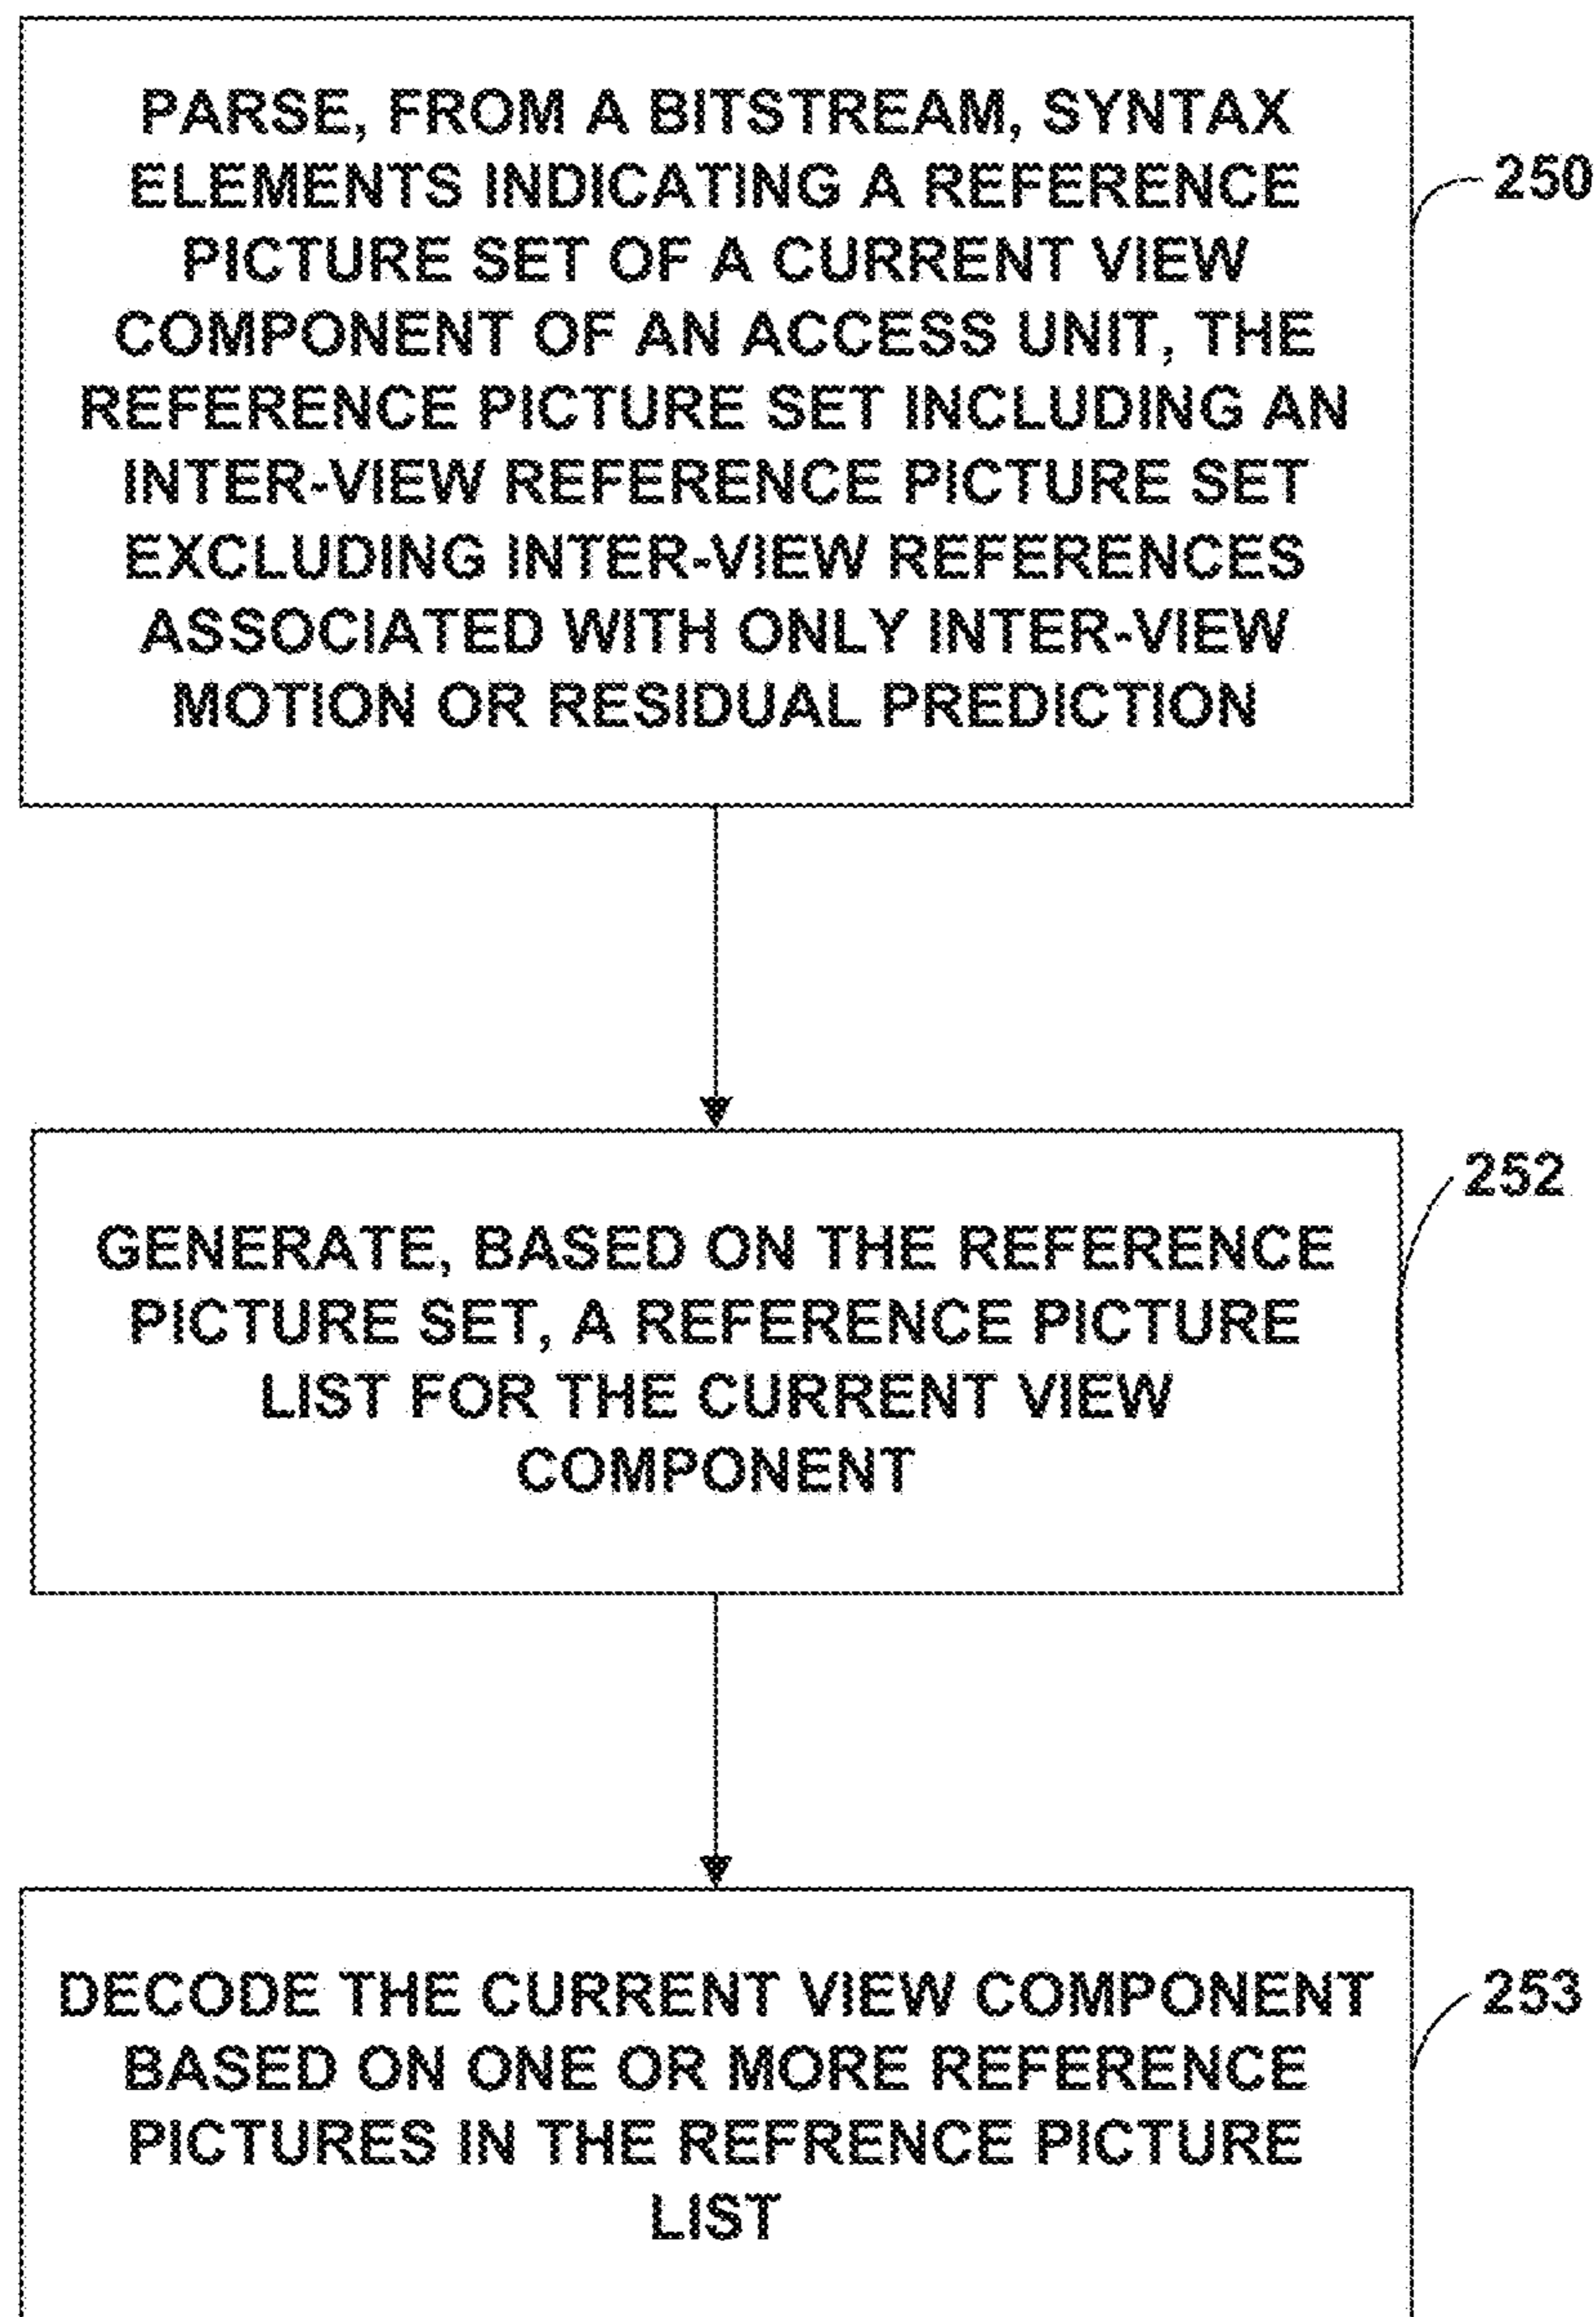 PARSE, FROM A BITSTREAM, SYNTAX
ELEMENTS INDICATING A REFERENCE
PICTURE SET OF A CURRENT VIEW
COMPONENT OF AN ACCESS UNIT, THE
REFERENCE PICTURE SET INCLUDING AN
INTER-VIEW REFERENCE PICTURE SET
EXCLUDING INTER-VIEW REFERENCES
ASSOCIATED WITH ONLY INTER-VIEW
MOTION OR RESIDUAL PREDICTION
250
GENERATE, BASED ON THE REFERENCE
PICTURE SET, A REFERENCE PICTURE
LIST FOR THE CURRENT VIEW
COMPONENT
252
DECODE THE CURRENT VIEW COMPONENT
BASED ON ONE OR MORE REFERENCE
PICTURES IN THE REFRENCE PICTURE
LIST
253